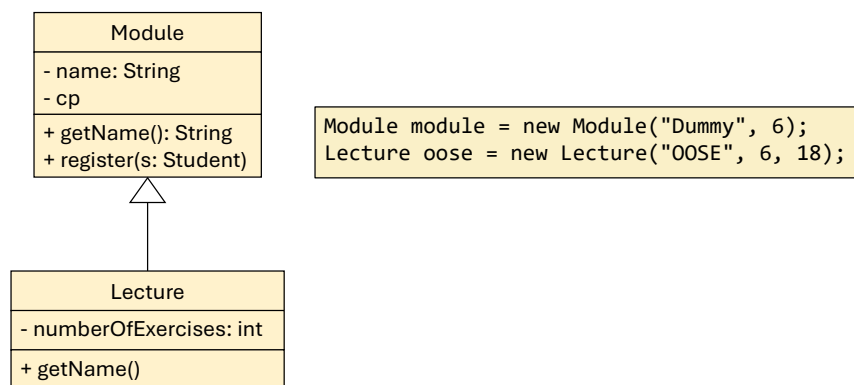 Module
- name: String
- cp
+ getName(): String
+ register(s: Student)
Module module = new Module("Dummy", 6);
Lecture oose = new Lecture("OOSE", 6, 18);
Lecture
- numberOfExercises: int
+ getName()